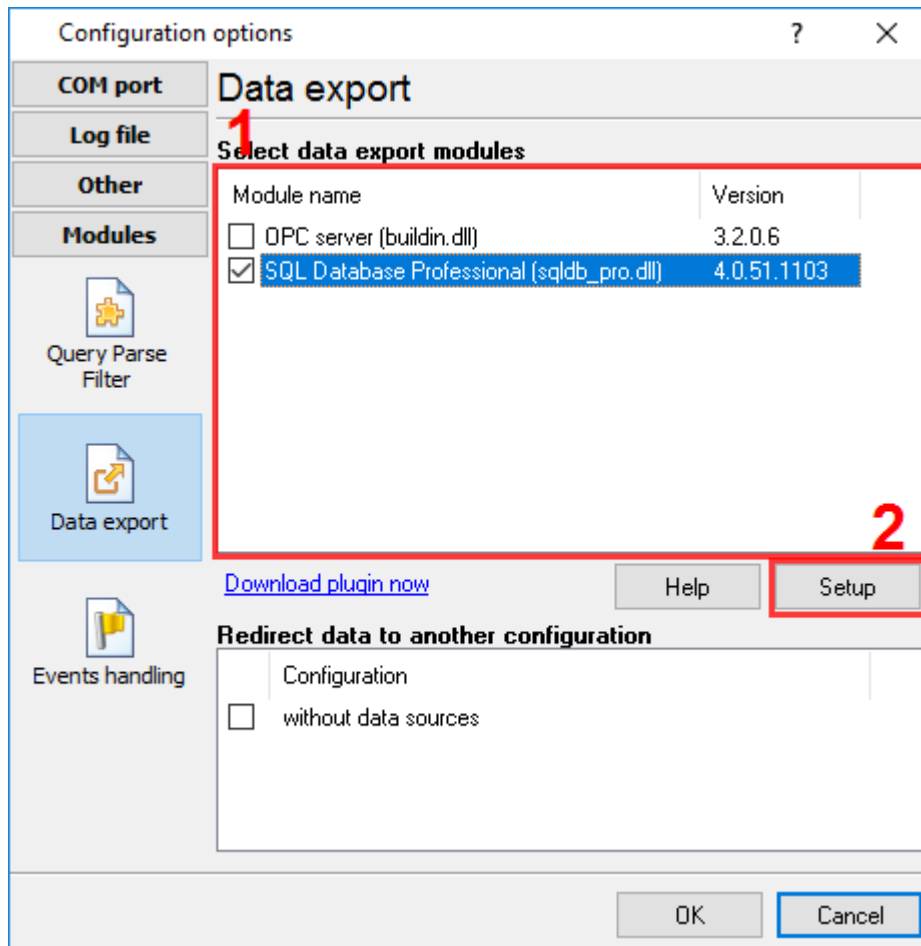 Configuration options
?
COM port
Log file
Other
Modules
Query Parse
Filter
Data export
Events handling
Data export
1
Select data export modules
Module name Version
OPC server (buildin.dll) 3.2.0.6
SQL Database Professional (sqldb_pro.dll) 4.0.51.1103
2
Download plugin now
Help
Setup
Redirect data to another configuration
Configuration
without data sources
OK
Cancel